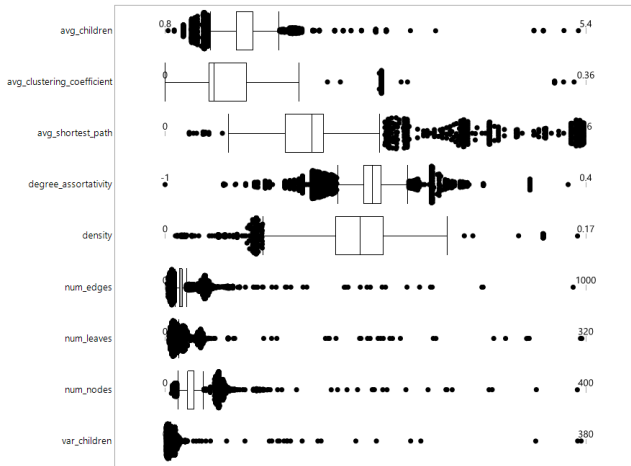 avg_children 0.8 5.4
avg_clustering_coefficient 0 0.36
avg_shortest_path 0 6
degree_assortativity -1 0.4
density 0 0.17
num_edges 0 1000
num_leaves 0 320
num_nodes 0 400
var_children 380